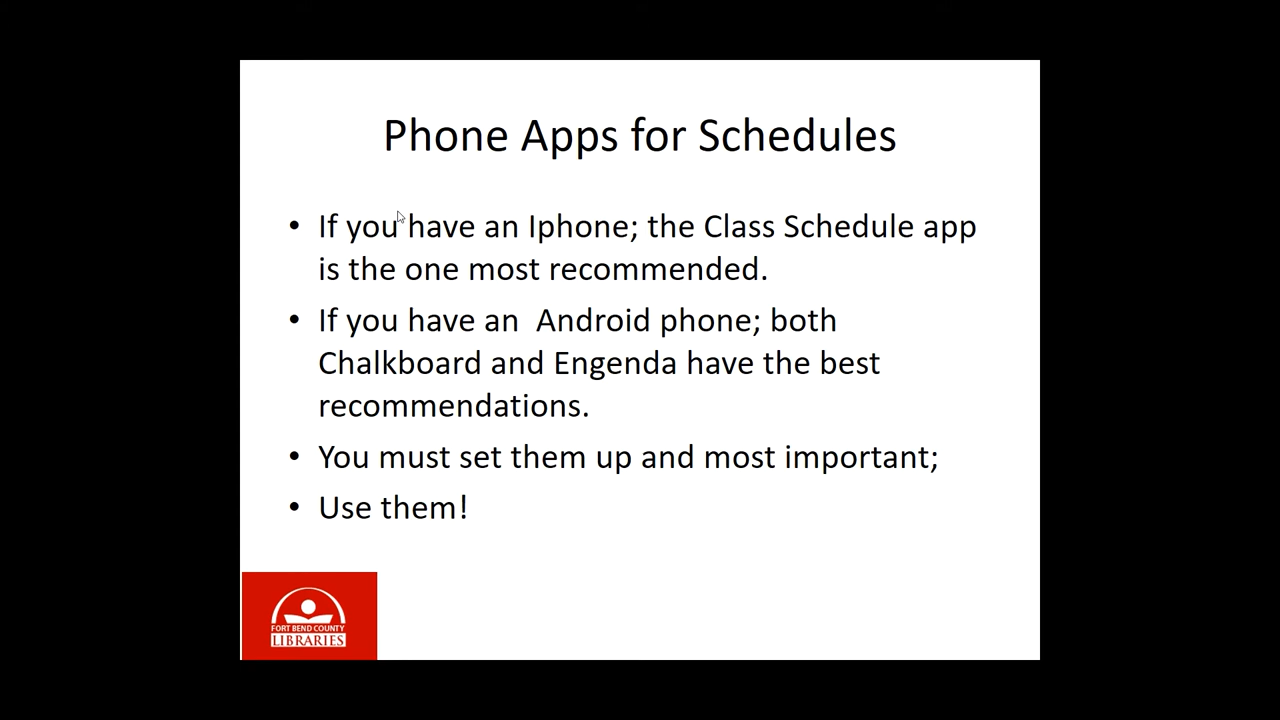 Phone Apps for Schedules
• If you have an Iphone; the Class Schedule app
is the one most recommended.
• If you have an  Android phone; both
Chalkboard and Engenda have the best
recommendations.
• You must set them up and most important;
• Use them!
FORT BEND COUNTY
LIBRARIES